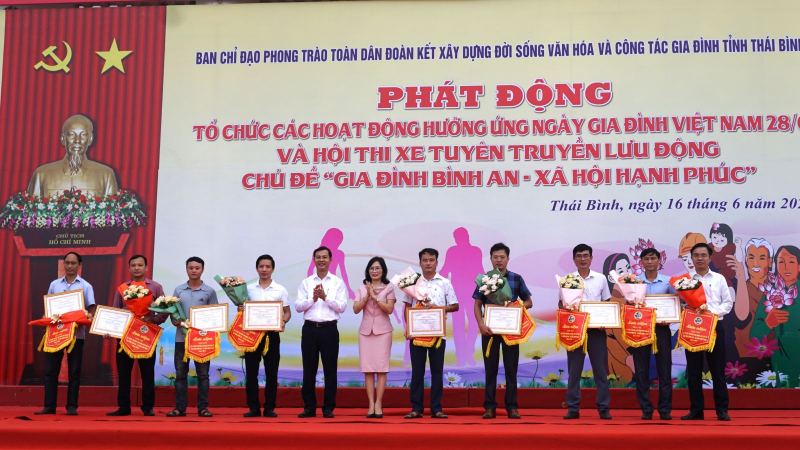 BAN CHỈ ĐẠO PHONG TRÀO TOÀN DÂN ĐOÀN KẾT XÂY DỰNG ĐỜI SỐNG VĂN HÓA VÀ CÔNG TÁC GIA ĐÌNH TỈNH THÁI BÌNH
PHÁT ĐỘNG
TỔ CHỨC CÁC HOẠT ĐỘNG HƯỞNG ỨNG NGÀY GIA ĐÌNH VIỆT NAM 28/
VÀ HỘI THI XE TUYÊN TRUYỀN LƯU ĐỘNG
CHỦ ĐỀ “GIA ĐÌNH BÌNH AN - XÃ HỘI HẠNH PHÚC”
Thái Bình, ngày 16 tháng 6 năm 202
CHỦ TỊCH
HỒ CHÍ MINH